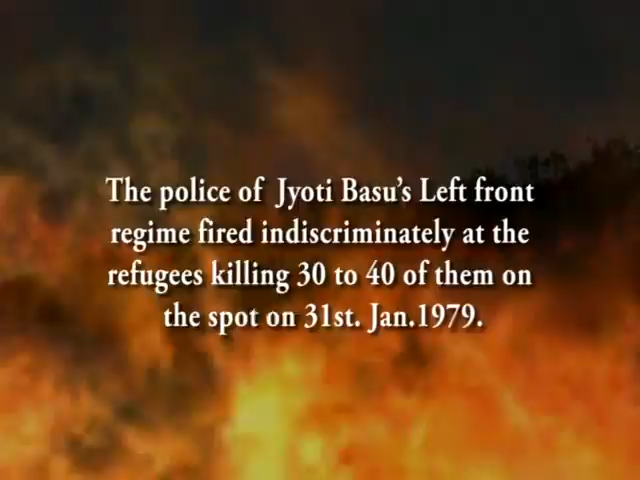 The police of Jyoti Basu's Left front
regime fired indiscriminately at the
refugees killing 30 to 40 of them on
the spot on 31st. Jan.1979.